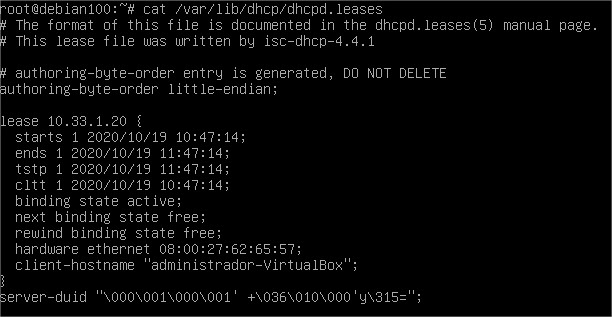 root@debian100:~# cat /var/lib/dhcp/dhcpd.leases
# The format of this file is documented in the dhcpd.leases(5) manual page.
# This lease file was written by isc-dhcp-4.4.1
# authoring-byte-order entry is generated, DO NOT DELETE
authoring-byte-order little-endian;
lease 10.33.1.20 {
  starts 1 2020/10/19 10:47:14;
  ends 1 2020/10/19 11:47:14;
  tstp 1 2020/10/19 11:47:14;
  cltt 1 2020/10/19 10:47:14;
  binding state active;
  next binding state free;
  rewind binding state free;
  hardware ethernet 08:00:27:62:65:57;
  client-hostname "administrador-VirtualBox";
}
server-duid "\000\001\000\001' +\036\010\000'y\315=";